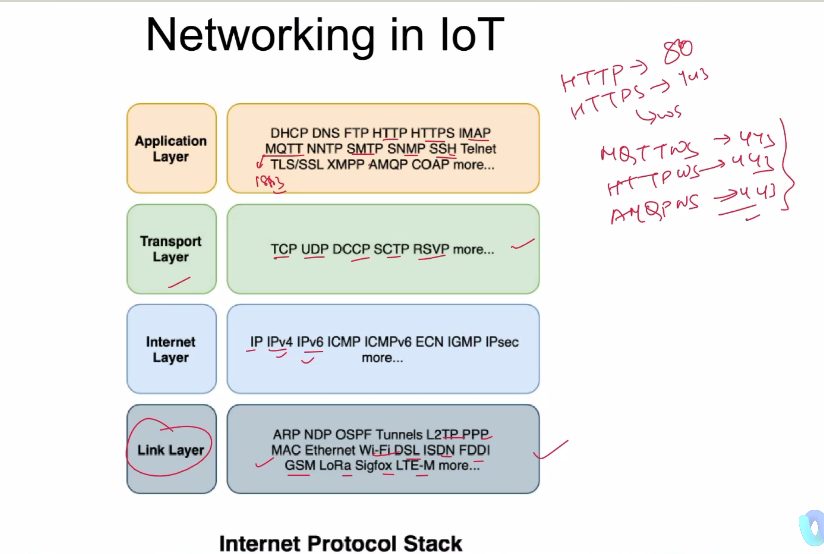 Networking in IoT
HTTP → 80
HTTPS → 443
↳ WS
MQTTWS → 443
HTTPWS → 443
AMQPWS → 443
Application
Layer
DHCP DNS FTP HTTP HTTPS IMAP
MQTT NNTP SMTP SNMP SSH Telnet
TLS/SSL XMPP AMQP COAP more...
1883
Transport
Layer
TCP UDP DCCP SCTP RSVP more...
Internet
Layer
IP IPv4 IPv6 ICMP ICMPv6 ECN IGMP IPsec
more...
Link Layer
ARP NDP OSPF Tunnels L2TP PPP
MAC Ethernet Wi-Fi DSL ISDN FDDI
GSM LoRa Sigfox LTE-M more...
Internet Protocol Stack